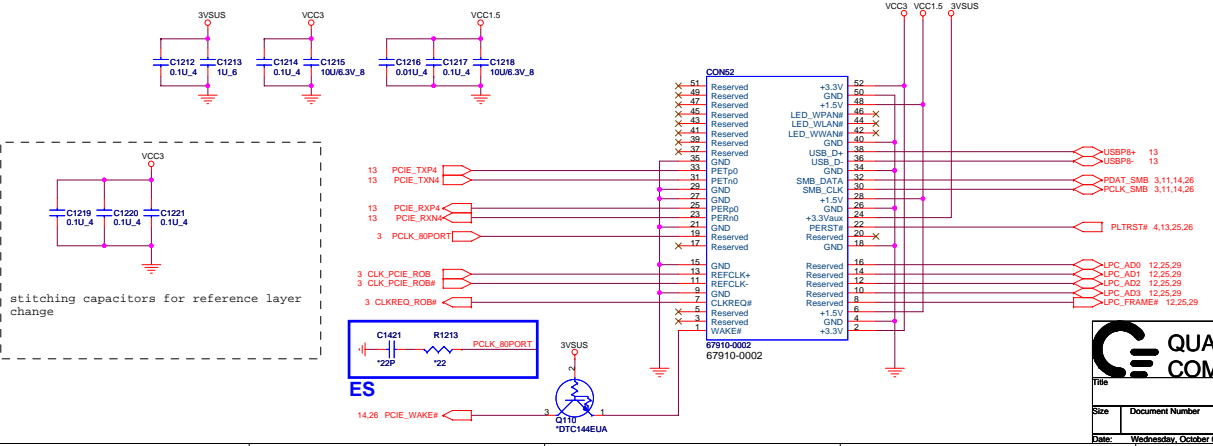 3VSUS
VCC3
VCC1.5
VCC3 VCC1.5 3VSUS
C1212
0.1U_4
C1213
1U_6
C1214
0.1U_4
C1215
10U/6.3V_8
C1216
0.01U_4
C1217
0.1U_4
C1218
10U/6.3V_8
VCC3
C1219
0.1U_4
C1220
0.1U_4
C1221
0.1U_4
stitching capacitors for reference layer
change
CON52
51 Reserved +3.3V 52
49 Reserved GND 50
47 Reserved +1.5V 48
45 Reserved LED_WPAN# 46
43 Reserved LED_WLAN# 44
41 Reserved LED_WWAN# 42
39 Reserved GND 40
37 Reserved USB_D+ 38
35 GND USB_D- 36
33 PETp0 GND 34
31 PETn0 SMB_DATA 32
29 GND SMB_CLK 30
27 GND +1.5V 28
25 PERp0 GND 26
23 PERn0 +3.3Vaux 24
21 GND PERST# 22
19 Reserved Reserved 20
17 Reserved GND 18
15 GND Reserved 16
13 REFCLK+ Reserved 14
11 REFCLK- Reserved 12
9 GND Reserved 10
7 CLKREQ# Reserved 8
5 Reserved +1.5V 6
3 Reserved GND 4
1 WAKE# +3.3V 2
67910-0002
67910-0002
13 PCIE_TXP4
13 PCIE_TXN4
13 PCIE_RXP4
13 PCIE_RXN4
3 PCLK_80PORT
3 CLK_PCIE_ROB
3 CLK_PCIE_ROB#
3 CLKREQ_ROB#
USBP8+ 13
USBP8- 13
PDAT_SMB 3,11,14,26
PCLK_SMB 3,11,14,26
PLTRST# 4,13,25,26
LPC_AD0 12,25,29
LPC_AD1 12,25,29
LPC_AD2 12,25,29
LPC_AD3 12,25,29
LPC_FRAME# 12,25,29
C1421
*22P
R1213
*22
PCLK_80PORT
ES
3VSUS
2
3
1
Q110
*DTC144EUA
14,26 PCIE_WAKE#
QUA
COM
Title
Size
Document Number
Date: Wednesday, October